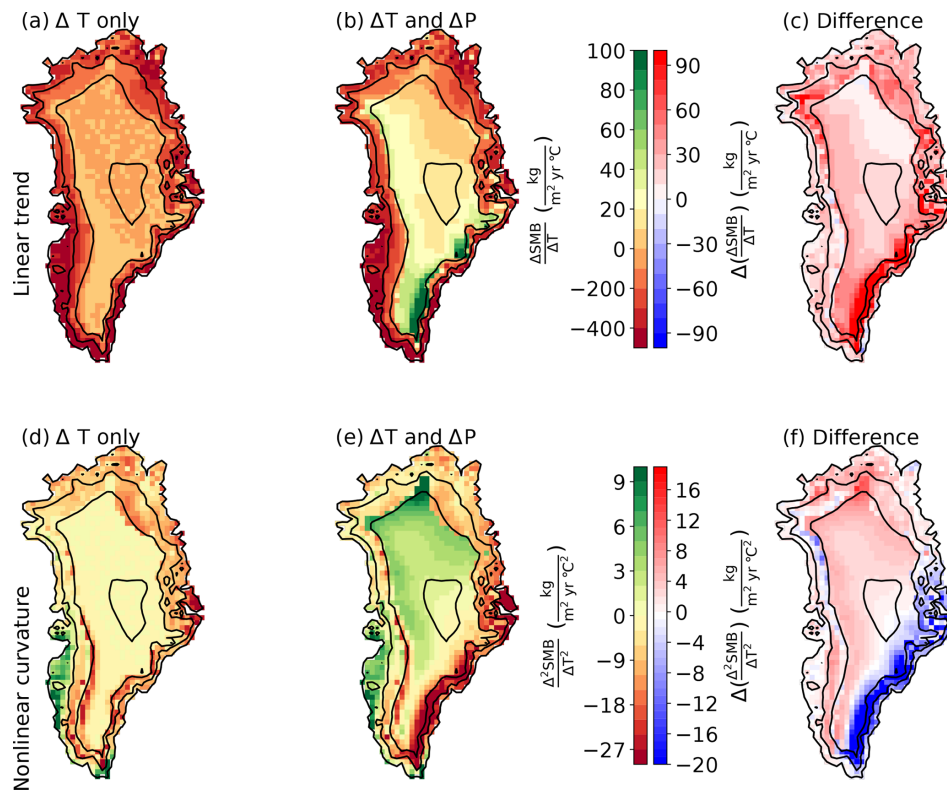 (a) Δ T only
(b) ΔT and ΔP
(c) Difference
Linear trend
100
80
60
40
20
0
−200
−400
ΔSMB/ΔT (kg/m² yr °C)
90
60
30
0
−30
−60
−90
Δ(ΔSMB/ΔT) (kg/m² yr °C)
(d) Δ T only
(e) ΔT and ΔP
(f) Difference
Nonlinear curvature
9
6
3
0
−9
−18
−27
Δ²SMB/ΔT² (kg/m² yr °C²)
16
12
8
4
0
−4
−8
−12
−16
−20
Δ(Δ²SMB/ΔT²) (kg/m² yr °C²)